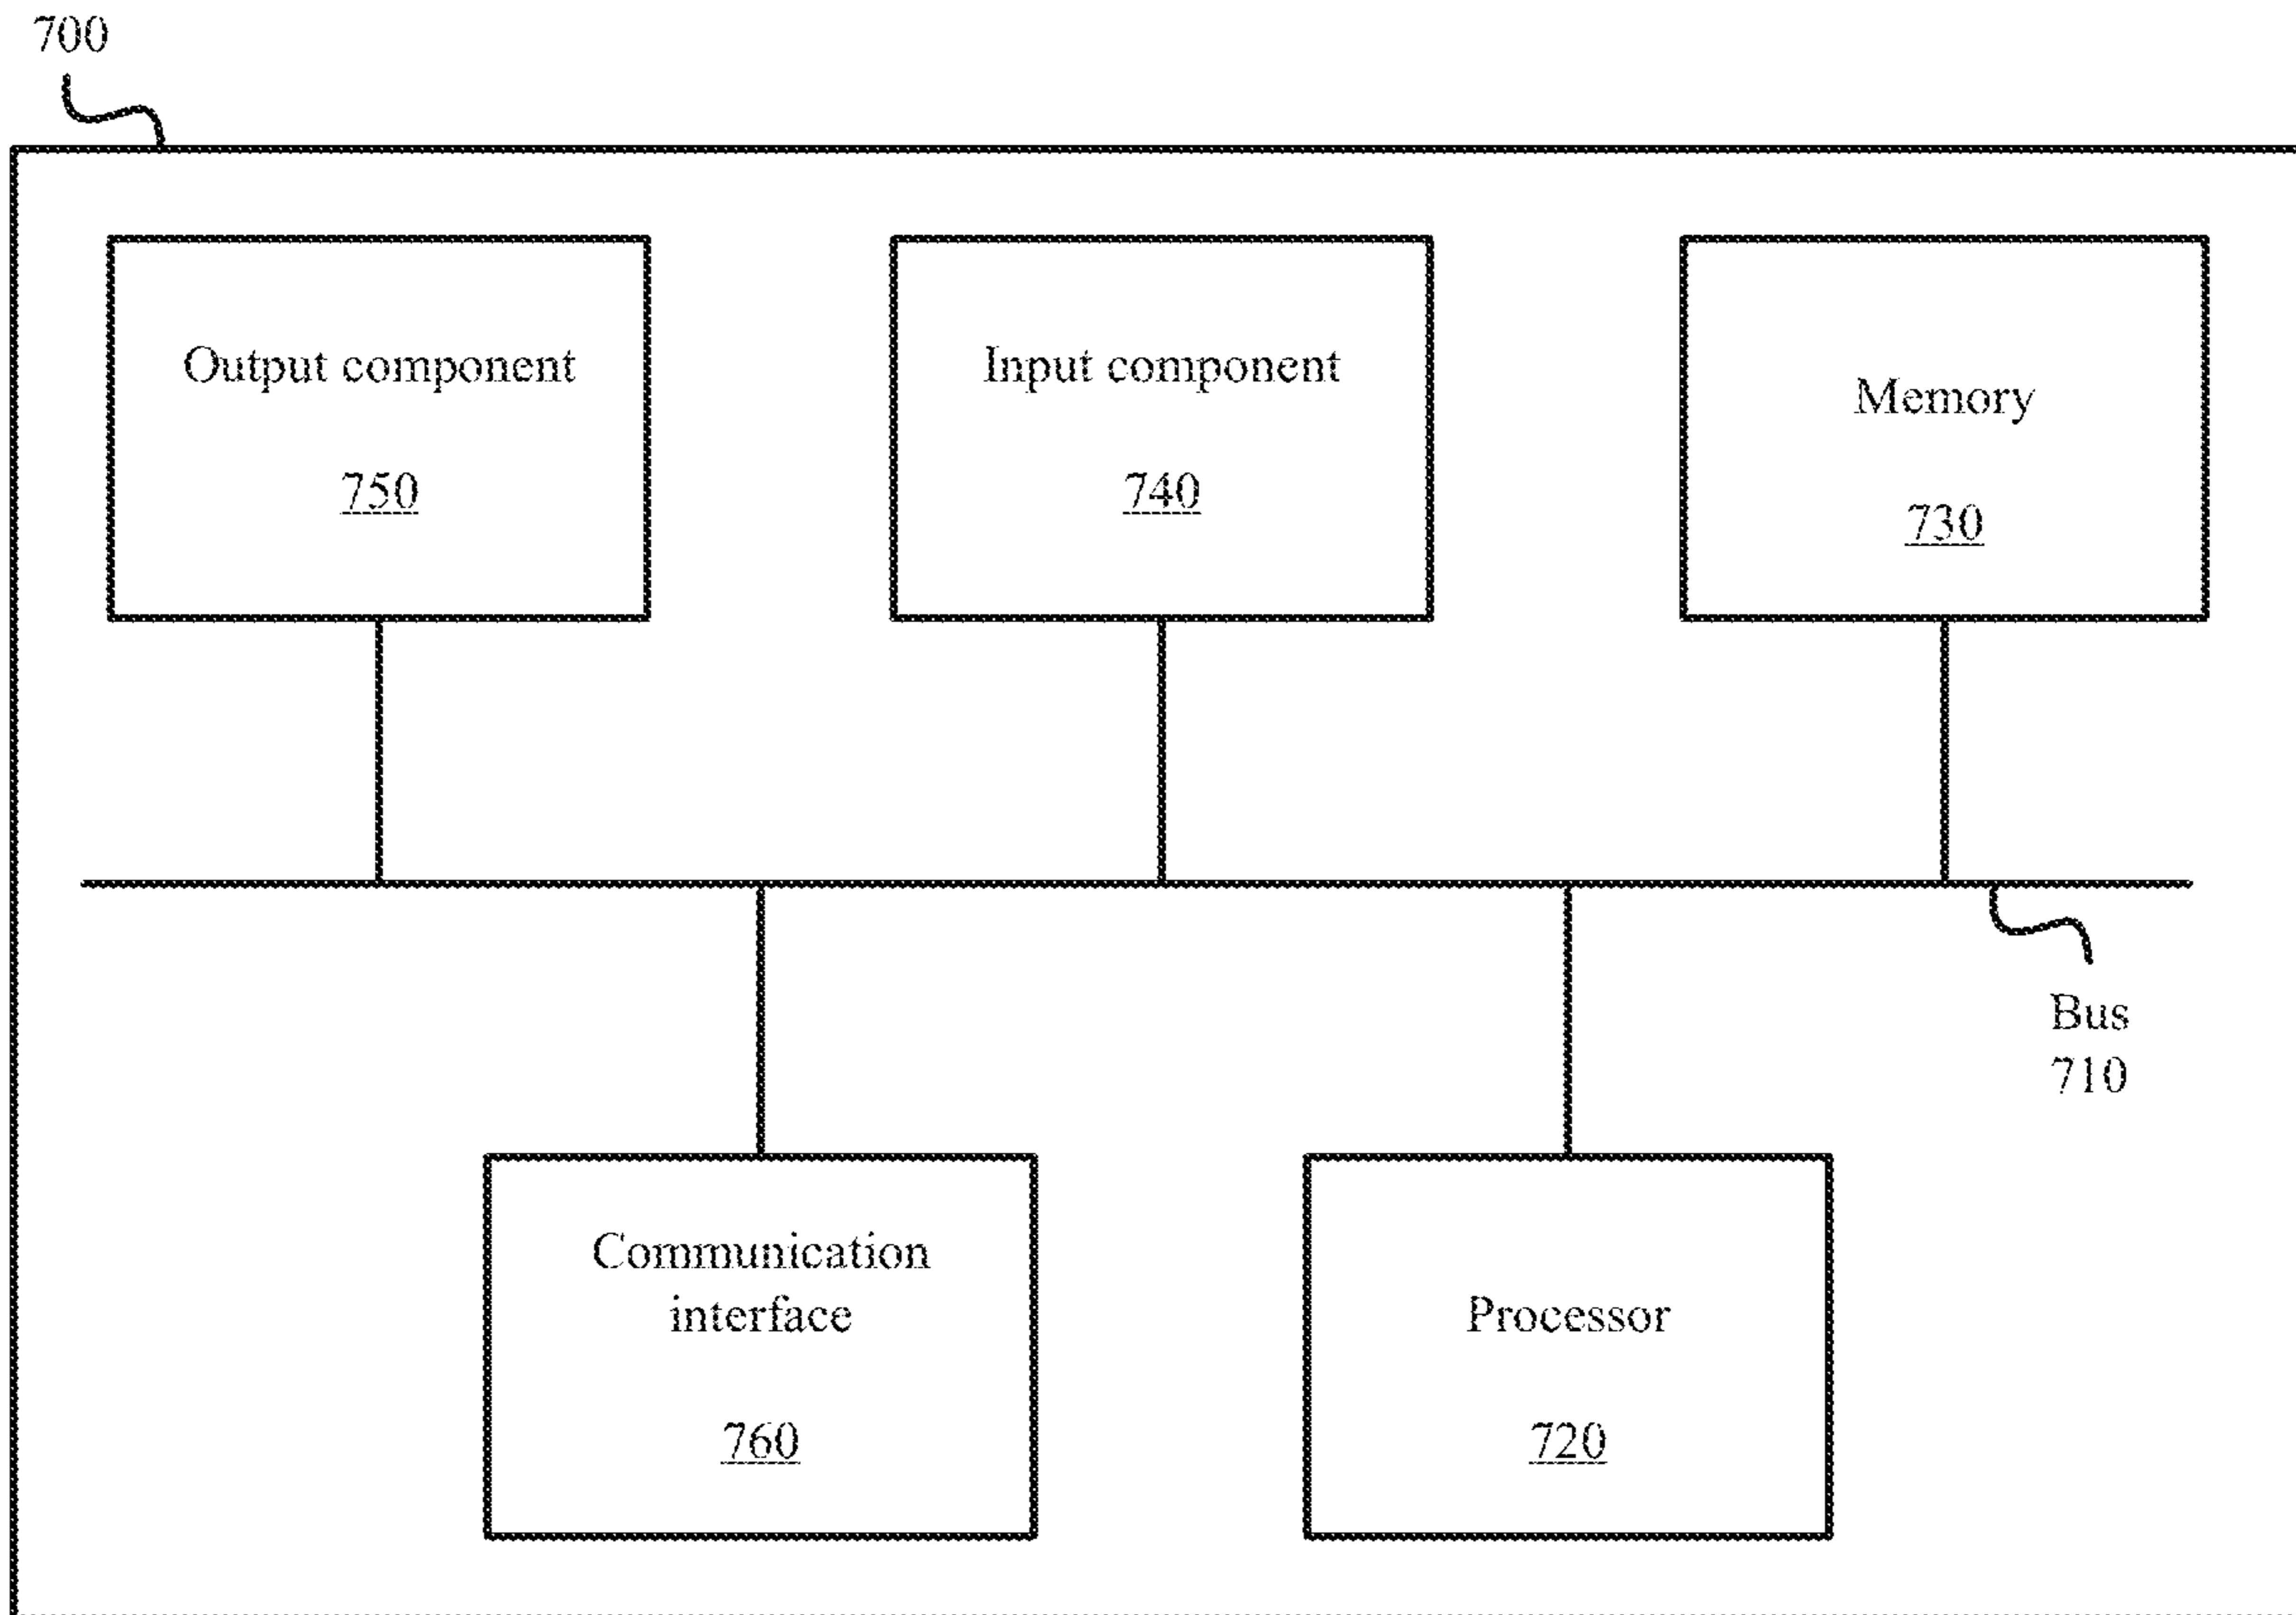 700
Output component
750
Input component
740
Memory
730
Bus
710
Communication
interface
760
Processor
720